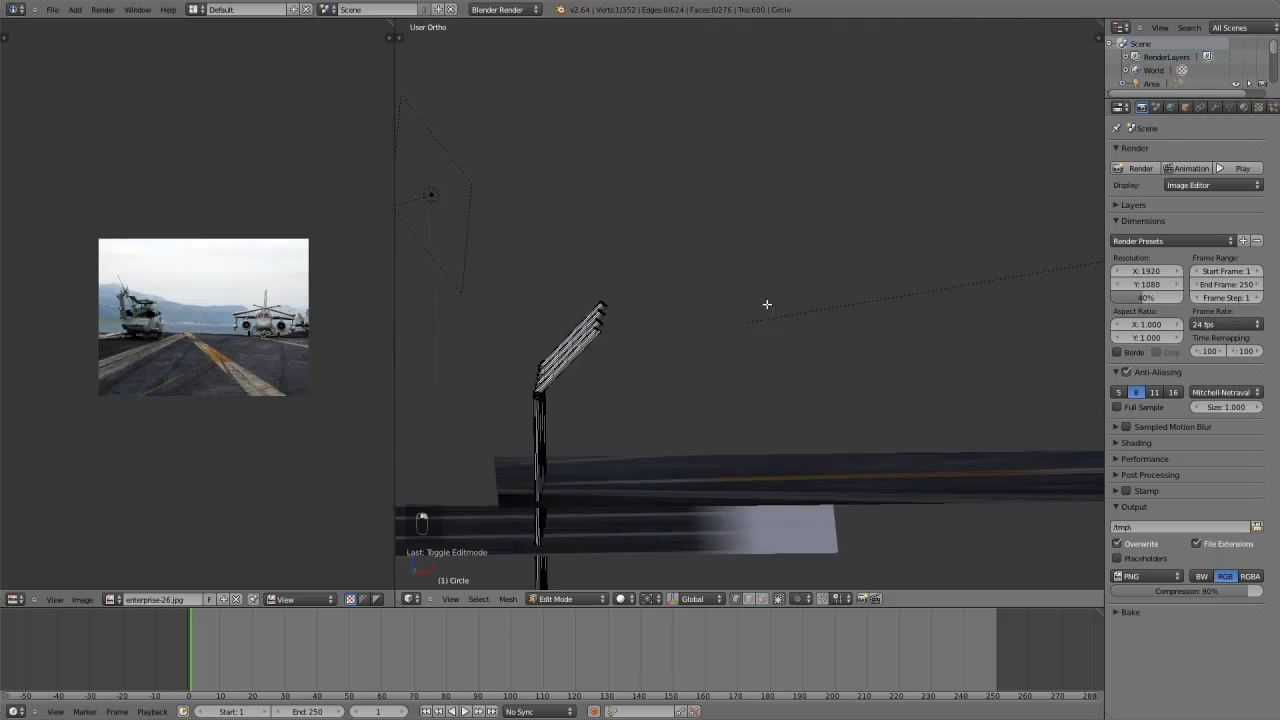 File Add Render Window Help Default Scene 3 Blender Render v2.64 | Verts:1/352 | Edges:0/624 | Faces:0/276 | Tris:600 | Circle
User Ortho
View Search All Scenes
Scene
RenderLayers
World
Area
Scene
Render
Render Animation Play
Display: Image Editor
Layers
Dimensions
Render Presets
Resolution: Frame Range:
X: 1920 Start Frame: 1
Y: 1080 End Frame: 250
40% Frame Step: 1
Aspect Ratio: Frame Rate:
X: 1.000 24 fps
Y: 1.000 Time Remapping:
Borde Crop : 100 : 100
Anti-Aliasing
5 8 11 16 Mitchell-Netraval
Full Sample Size: 1.000
Sampled Motion Blur
Shading
Performance
Post Processing
Stamp
Output
/tmp\
Overwrite File Extensions
Placeholders
PNG BW RGB RGBA
Compression: 90%
Bake
Last: Toggle Editmode
(1) Circle
View Image enterprise-26.jpg F View
View Select Mesh Edit Mode Global
-50 -40 -30 -20 -10 0 10 20 30 40 50 60 70 80 90 100 110 120 130 140 150 160 170 180 190 200 210 220 230 240 250 260 270 280
View Marker Frame Playback Start: 1 End: 250 1 No Sync